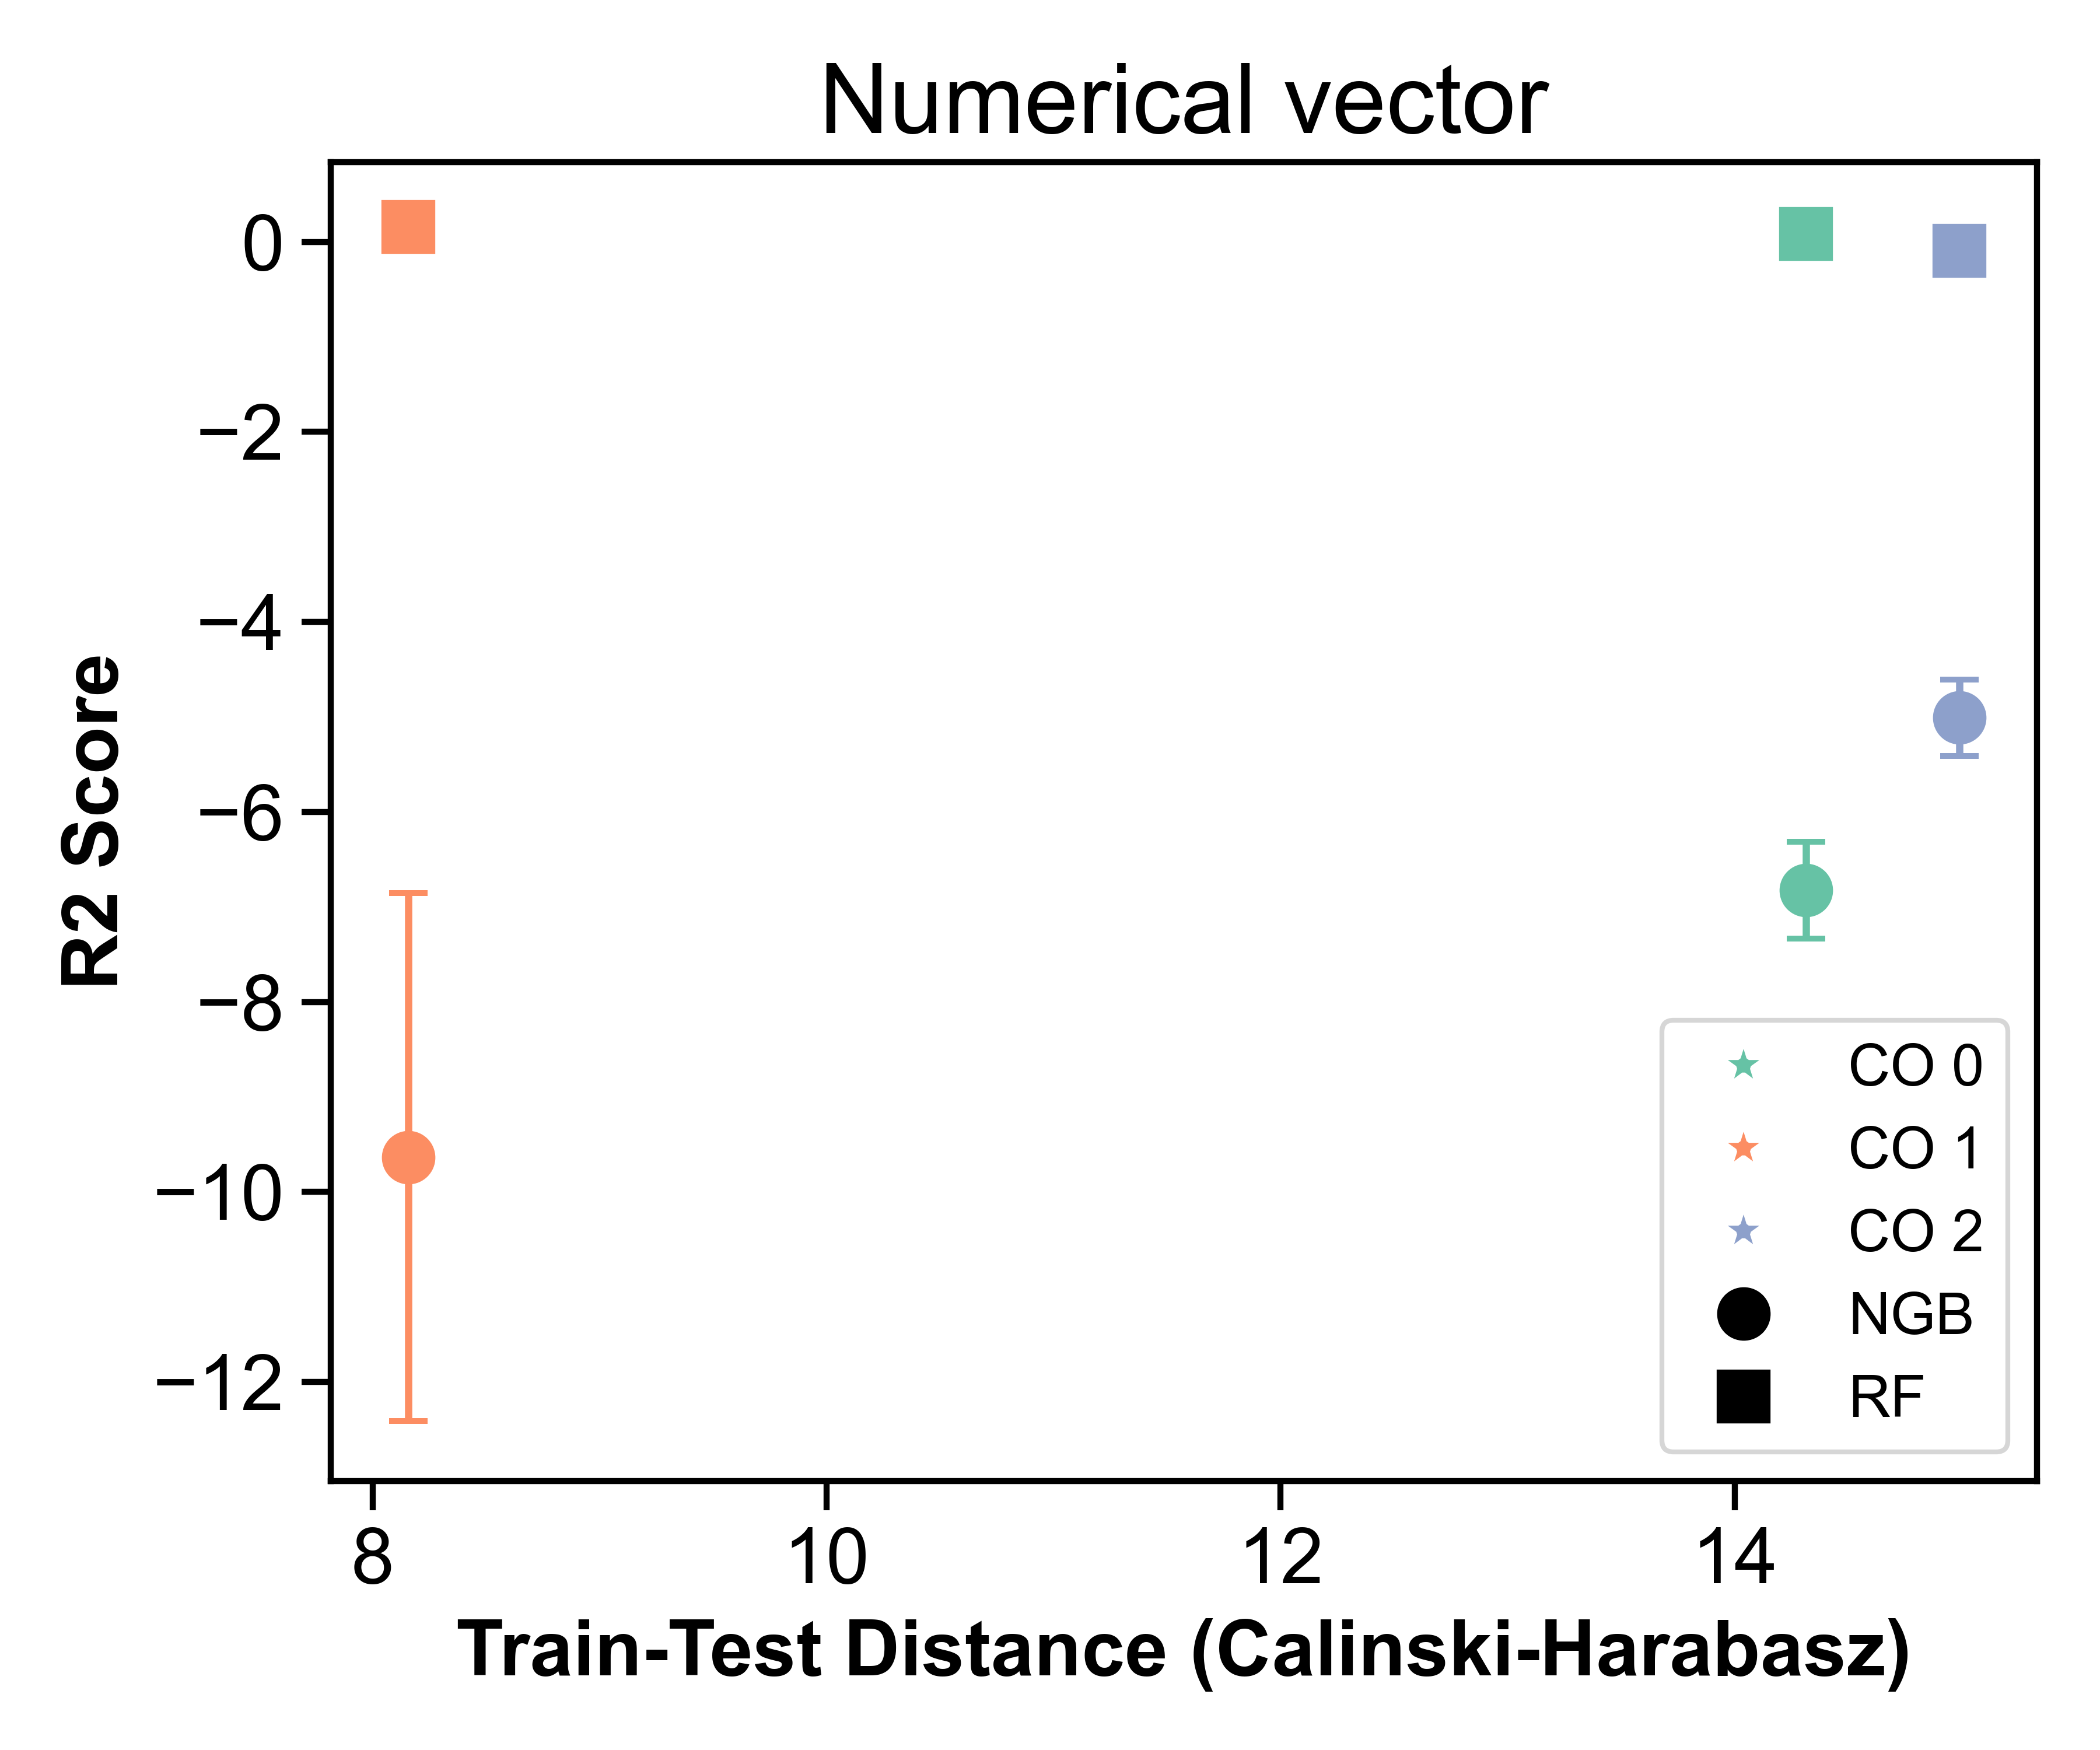 Numerical vector
R2 Score
0
−2
−4
−6
−8
−10
−12
CO 0
CO 1
CO 2
NGB
RF
8 10 12 14
Train-Test Distance (Calinski-Harabasz)